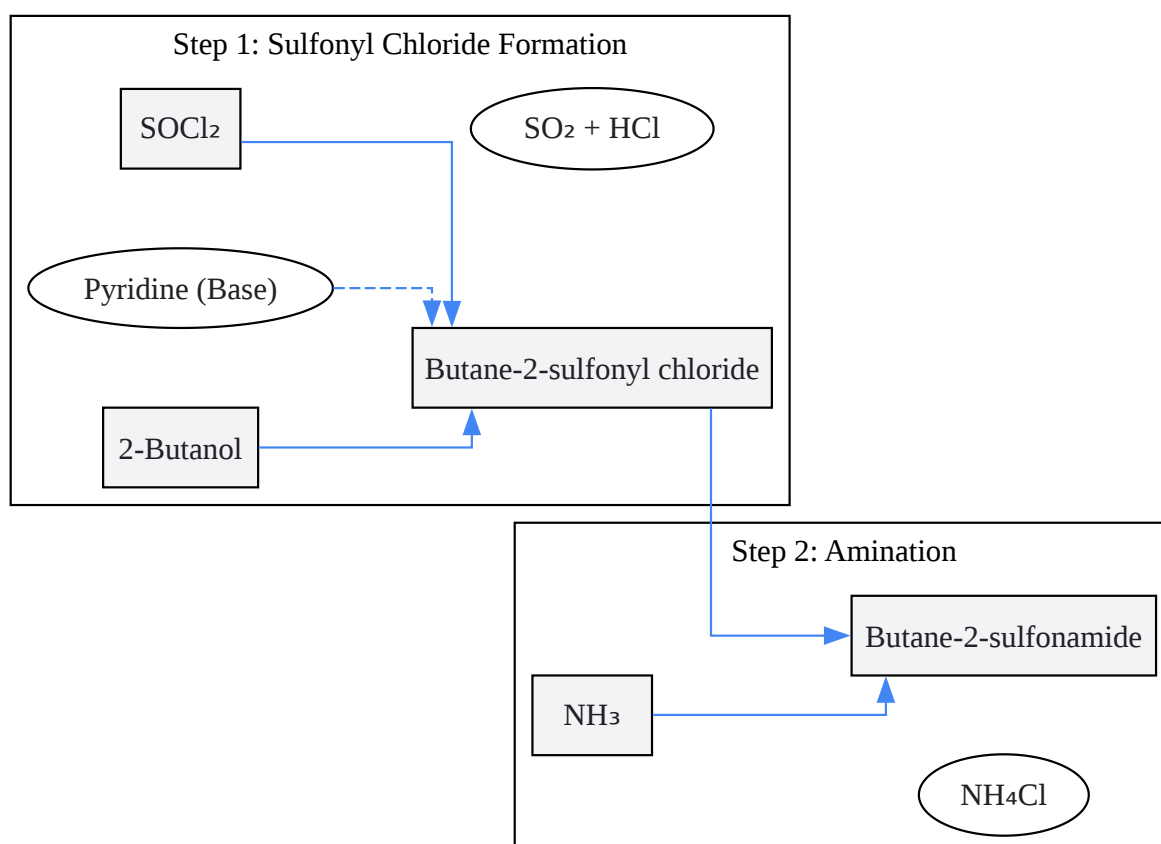 Step 1: Sulfonyl Chloride Formation
SOCl₂
SO₂ + HCl
Pyridine (Base)
Butane-2-sulfonyl chloride
2-Butanol
Step 2: Amination
Butane-2-sulfonamide
NH₃
NH₄Cl